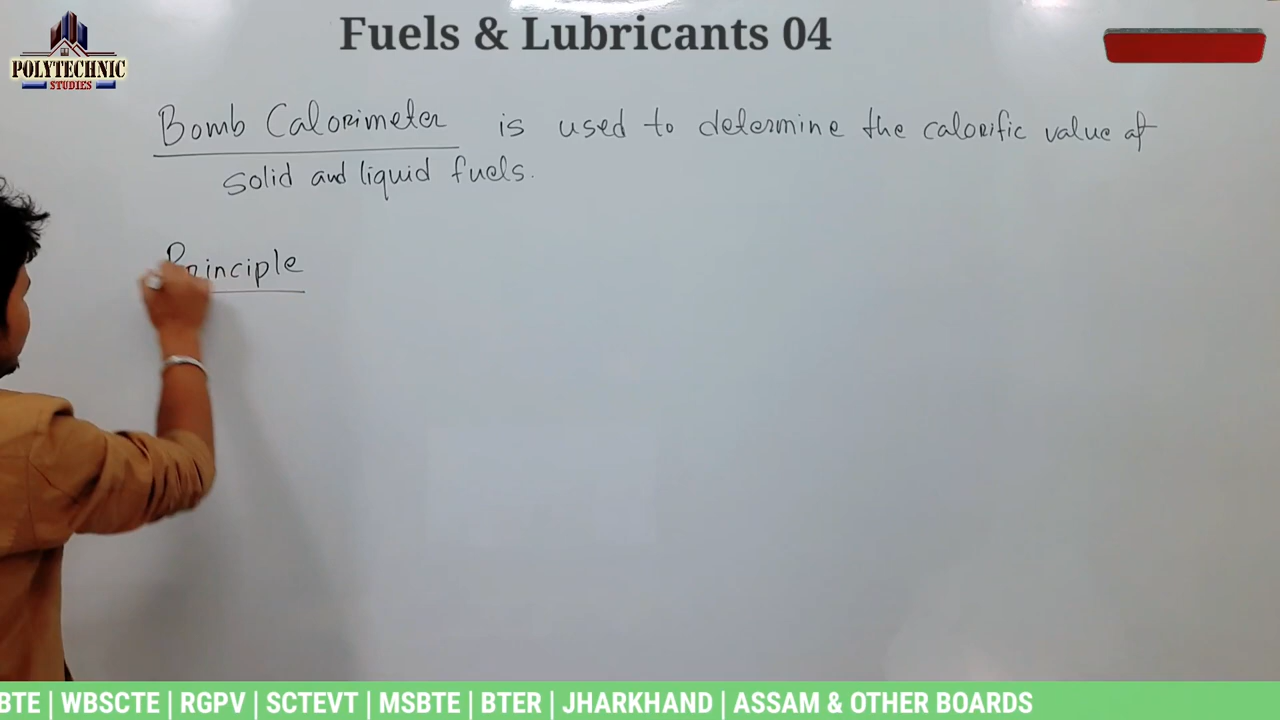 Fuels & Lubricants 04
POLYTECHNIC
STUDIES
Bomb Calorimeter is used to determine the calorific value of
solid and liquid fuels.
Principle
BTE | WBSCTE | RGPV | SCTEVT | MSBTE | BTER | JHARKHAND | ASSAM & OTHER BOARDS